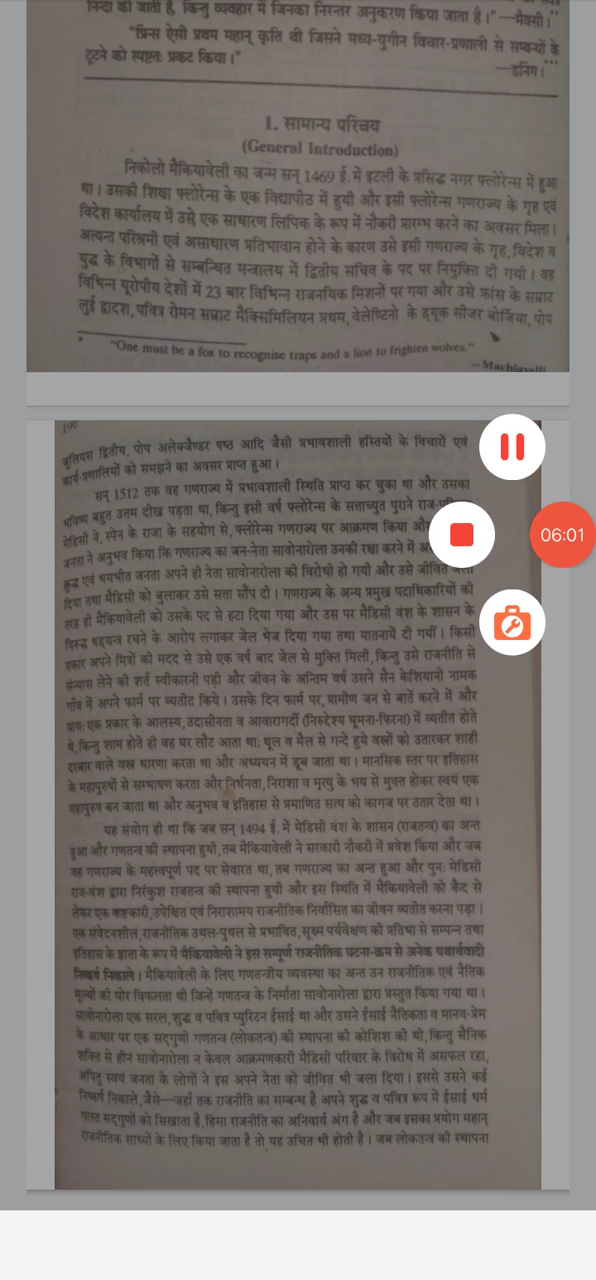 निन्दा की जाती है, किन्तु व्यवहार में जिनका निरन्तर अनुकरण किया जाता है।" —मैक्सी।
"प्रिन्स ऐसी प्रथम महान् कृति थी जिसने मध्य-युगीन विचार-प्रणाली से सम्बन्धों के
टूटने को स्पष्टतः प्रकट किया।" —डनिंग।
1. सामान्य परिचय
(General Introduction)
निकोलो मैकियावेली का जन्म सन् 1469 ई. में इटली के प्रसिद्ध नगर फ्लोरेन्स में हुआ
था। उसकी शिक्षा फ्लोरेन्स के एक विद्यापीठ में हुयी और इसी फ्लोरेन्स गणराज्य के गृह एवं
विदेश कार्यालय में उसे एक साधारण लिपिक के रूप में नौकरी प्रारम्भ करने का अवसर मिला।
अत्यन्त परिश्रमी एवं असाधारण प्रतिभावान होने के कारण उसे इसी गणराज्य के गृह, विदेश व
युद्ध के विभागों से सम्बन्धित मन्त्रालय में द्वितीय सचिव के पद पर नियुक्ति दी गयी। वह
विभिन्न यूरोपीय देशों में 23 बार विभिन्न राजनयिक मिशनों पर गया और उसे फ्रांस के सम्राट
लुई द्वादश, पवित्र रोमन सम्राट मैक्सिमिलियन प्रथम, वेलेण्टिनो के ड्यूक सीजर बोर्जिया, पोप
* "One must be a fox to recognise traps and a lion to frighten wolves."
—Machiavelli
199
जूलियस द्वितीय, पोप अलेक्जैण्डर षष्ठ आदि जैसी प्रभावशाली हस्तियों के विचारों एवं
कार्य-प्रणालियों को समझने का अवसर प्राप्त हुआ।
सन् 1512 तक वह गणराज्य में प्रभावशाली स्थिति प्राप्त कर चुका था और उसका
भविष्य बहुत उत्तम दीख पड़ता था, किन्तु इसी वर्ष फ्लोरेन्स के सत्ताच्युत पुराने
मेडिसी ने, स्पेन के राजा के सहयोग से, फ्लोरेन्स गणराज्य पर आक्रमण किया
जनता ने अनुभव किया कि गणराज्य का जन-नेता सावोनारोला उनकी रक्षा करने में
क्रुद्ध एवं भयभीत जनता अपने ही नेता सावोनारोला की विरोधी हो गयी और उसे जीवित
दिया तथा मैडिसी को बुलाकर उसे सत्ता सौंप दी। गणराज्य के अन्य प्रमुख पदाधिकारियों की
तरह ही मैकियावेली को उसके पद से हटा दिया गया और उस पर मैडिसी वंश के शासन के
विरुद्ध षड्यन्त्र रचने के आरोप लगाकर जेल भेज दिया गया तथा यातनायें दी गयीं। किसी
प्रकार अपने मित्रों की मदद से उसे एक वर्ष बाद जेल से मुक्ति मिली, किन्तु उसे राजनीति से
संन्यास लेने की शर्त स्वीकारनी पड़ी और जीवन के अन्तिम वर्ष उसने सैन केशियानो नामक
गाँव में अपने फार्म पर व्यतीत किये। उसके दिन फार्म पर, ग्रामीण जन से बातें करने में और
प्रायः एक प्रकार के आलस्य, उदासीनता व आवारागर्दी (निरुद्देश्य घूमना-फिरना) में व्यतीत होते
थे, किन्तु शाम होते ही वह घर लौट आता था; धूल व मैल से गन्दे हुये वस्त्रों को उतारकर शाही
दरबार वाले वस्त्र धारणा करता था और अध्ययन में डूब जाता था। मानसिक स्तर पर इतिहास
के महापुरुषों से सम्भाषण करता और निर्धनता, निराशा व मृत्यु के भय से मुक्त होकर स्वयं एक
महापुरुष बन जाता था और अनुभव व इतिहास से प्रमाणित सत्य को कागज पर उतार देता था।
यह संयोग ही था कि जब सन् 1494 ई. में मेडिसी वंश के शासन (राजतन्त्र) का अन्त
हुआ और गणतन्त्र की स्थापना हुयी, तब मैकियावेली ने सरकारी नौकरी में प्रवेश किया और जब
वह गणराज्य के महत्त्वपूर्ण पद पर सेवारत था, तब गणराज्य का अन्त हुआ और पुनः मेडिसी
राज-वंश द्वारा निरंकुश राजतन्त्र की स्थापना हुयी और इस स्थिति में मैकियावेली को कैद से
लेकर एक कष्टकारी, उपेक्षित एवं निराशामय राजनीतिक निर्वासित का जीवन व्यतीत करना पड़ा।
एक संवेदनशील, राजनीतिक उथल-पुथल से प्रभावित, सूक्ष्म पर्यवेक्षण की प्रतिभा से सम्पन्न तथा
इतिहास के ज्ञाता के रूप में मैकियावेली ने इस सम्पूर्ण राजनीतिक घटना-क्रम से अनेक यथार्थवादी
निष्कर्ष निकाले। मैकियावेली के लिए गणतन्त्रीय व्यवस्था का अन्त उन राजनीतिक एवं नैतिक
मूल्यों की घोर विफलता थी जिन्हें गणतन्त्र के निर्माता सावोनारोला द्वारा प्रस्तुत किया गया था।
सावोनारोला एक सरल, शुद्ध व पवित्र प्युरिटन ईसाई था और उसने ईसाई नैतिकता व मानव-प्रेम
के आधार पर एक सद्गुणी गणतन्त्र (लोकतन्त्र) की स्थापना की कोशिश की थी, किन्तु सैनिक
शक्ति से हीन सावोनारोला न केवल आक्रमणकारी मैडिसी परिवार के विरोध में असफल रहा,
अपितु स्वयं जनता के लोगों ने इस अपने नेता को जीवित भी जला दिया। इससे उसने कई
निष्कर्ष निकाले, जैसे—जहाँ तक राजनीति का सम्बन्ध है अपने शुद्ध व पवित्र रूप में ईसाई धर्म
गलत सद्गुणों को सिखाता है, हिंसा राजनीति का अनिवार्य अंग है और जब इसका प्रयोग महान्
राजनीतिक साध्यों के लिए किया जाता है तो यह उचित भी होती है। जब लोकतन्त्र की स्थापना
06:01